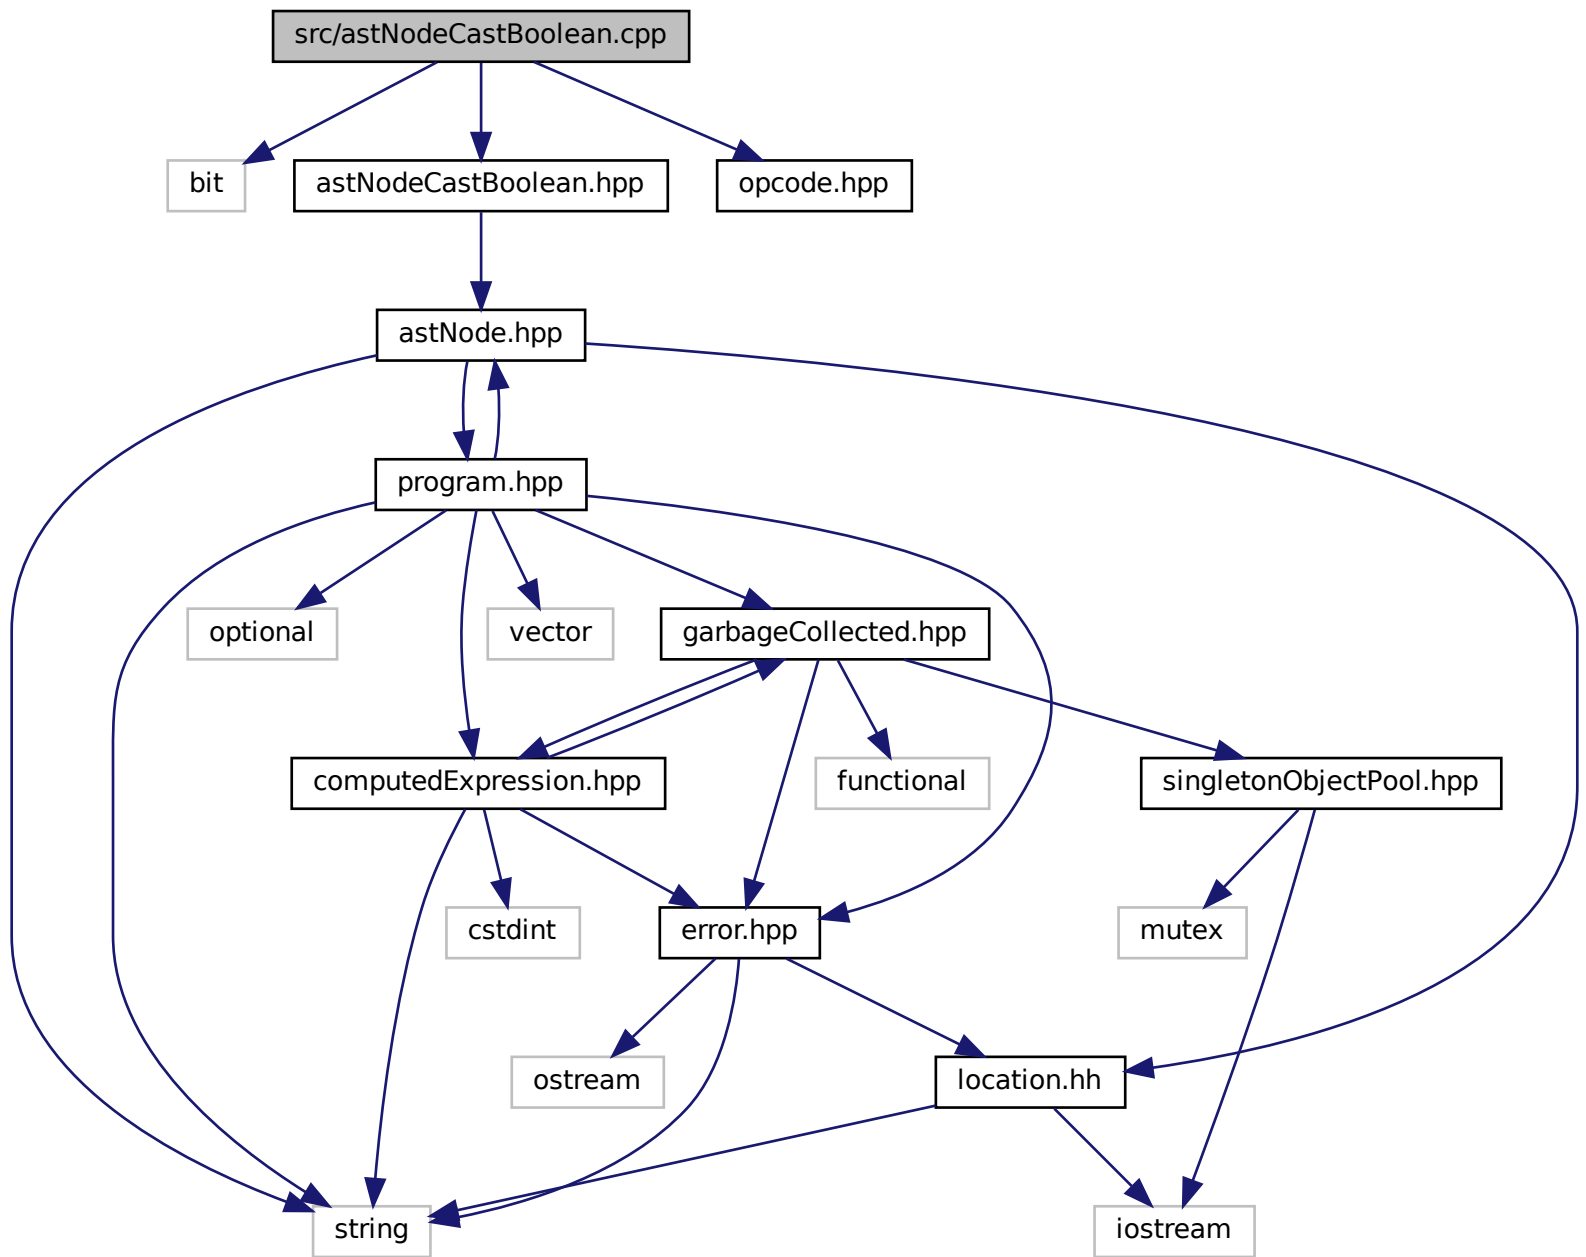 src/astNodeCastBoolean.cpp
bit
astNodeCastBoolean.hpp
opcode.hpp
astNode.hpp
program.hpp
optional
vector
garbageCollected.hpp
computedExpression.hpp
functional
singletonObjectPool.hpp
cstdint
error.hpp
mutex
ostream
location.hh
string
iostream